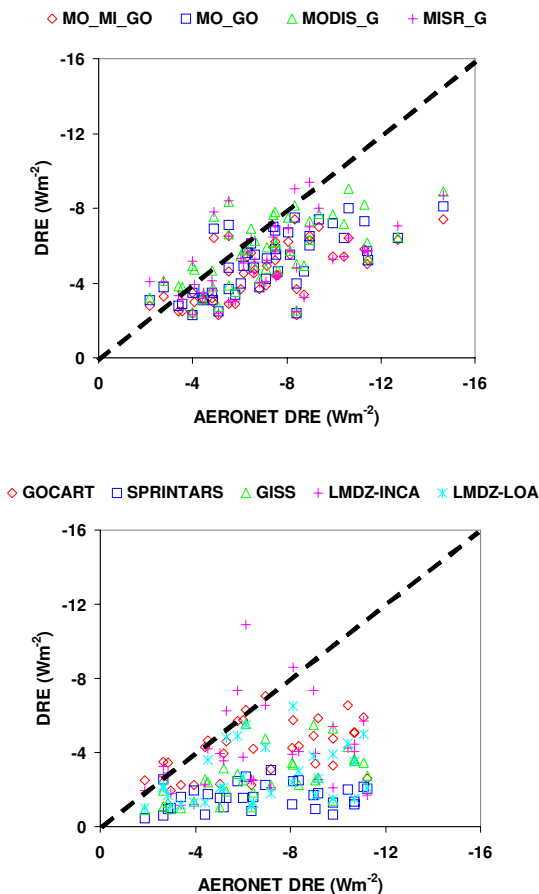 MO_MI_GO MO_GO MODIS_G MISR_G
-16
-12
-8
-4
0
DRE (Wm-2)
0 -4 -8 -12 -16
AERONET DRE (Wm-2)
GOCART SPRINTARS GISS LMDZ-INCA LMDZ-LOA
-16
-12
-8
-4
0
DRE (Wm-2)
0 -4 -8 -12 -16
AERONET DRE (Wm-2)